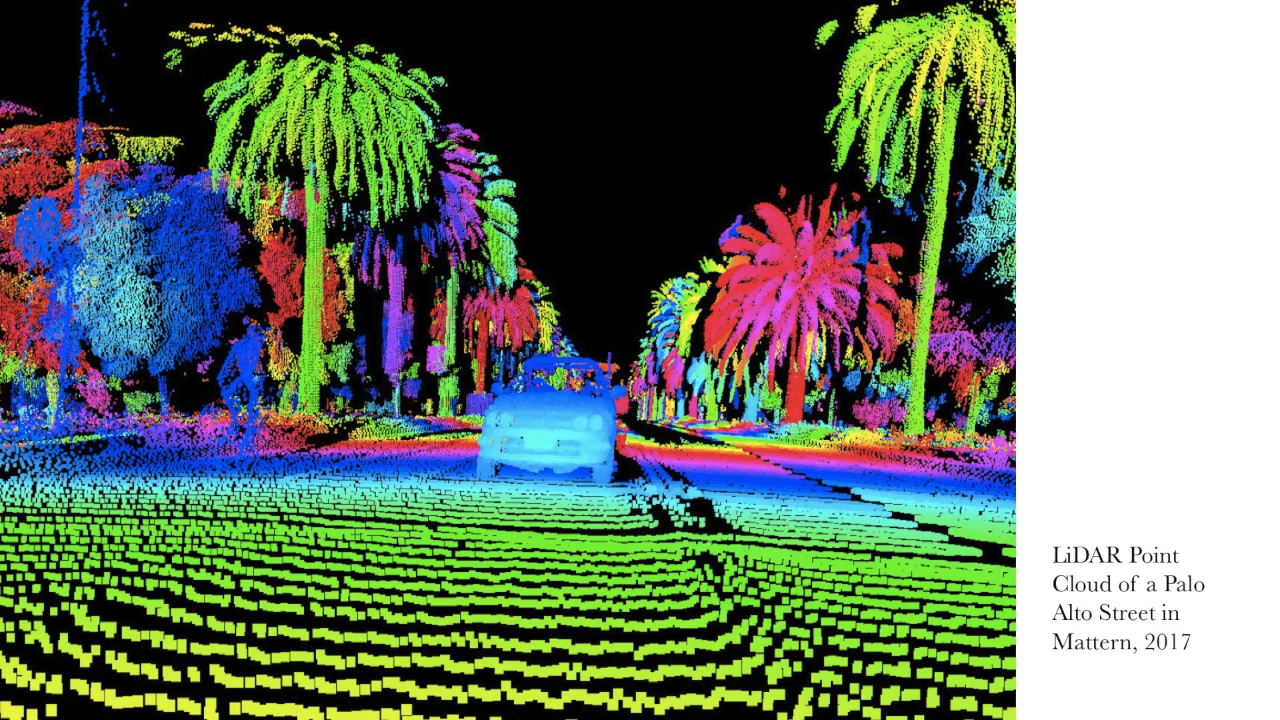 LiDAR Point
Cloud of a Palo
Alto Street in
Mattern, 2017